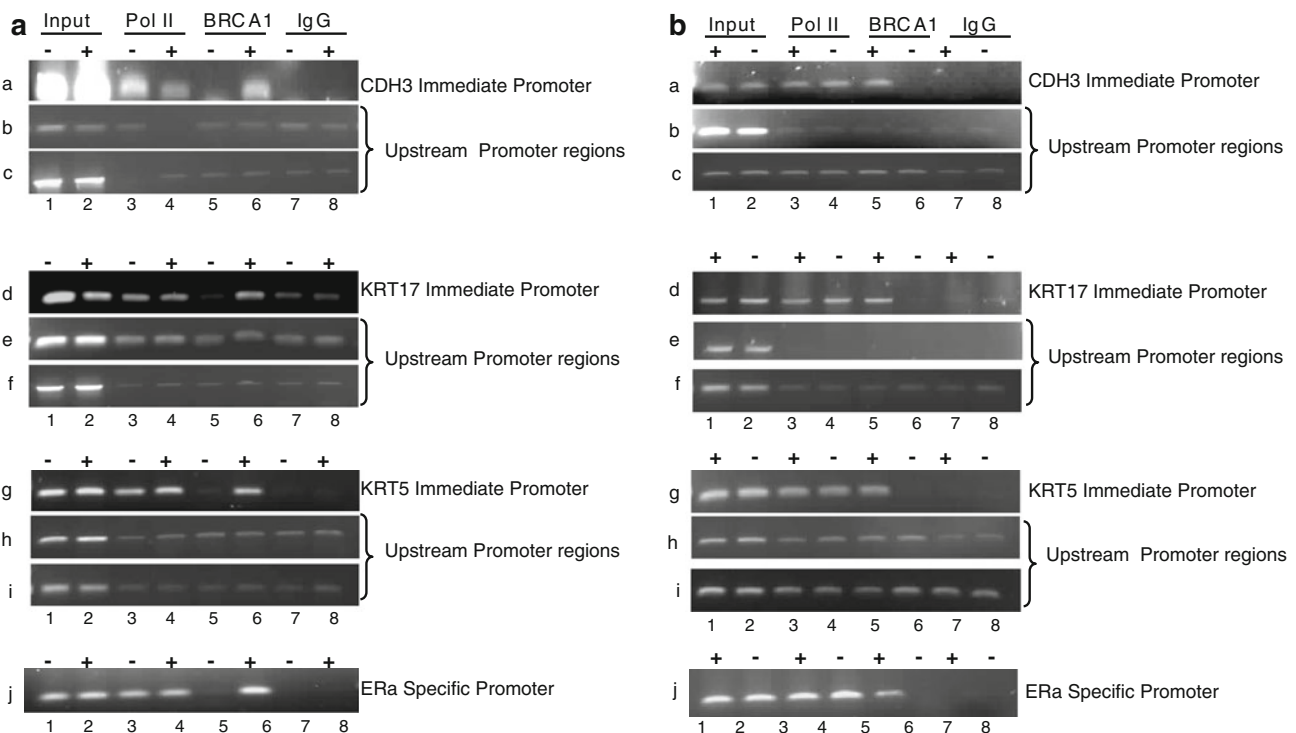 a
Input Pol II BRCA1 IgG
- + - + - + - +
a CDH3 Immediate Promoter
b
Upstream Promoter regions
c
1 2 3 4 5 6 7 8
- + - + - + - +
d KRT17 Immediate Promoter
e
Upstream Promoter regions
f
1 2 3 4 5 6 7 8
- + - + - + - +
g KRT5 Immediate Promoter
h
Upstream Promoter regions
i
1 2 3 4 5 6 7 8
- + - + - + - +
j ERa Specific Promoter
1 2 3 4 5 6 7 8
b
Input Pol II BRCA1 IgG
+ - + - + - + -
a CDH3 Immediate Promoter
b
Upstream Promoter regions
c
1 2 3 4 5 6 7 8
+ - + - + - + -
d KRT17 Immediate Promoter
e
Upstream Promoter regions
f
1 2 3 4 5 6 7 8
+ - + - + - + -
g KRT5 Immediate Promoter
h
Upstream Promoter regions
i
1 2 3 4 5 6 7 8
+ - + - + - + -
j ERa Specific Promoter
1 2 3 4 5 6 7 8